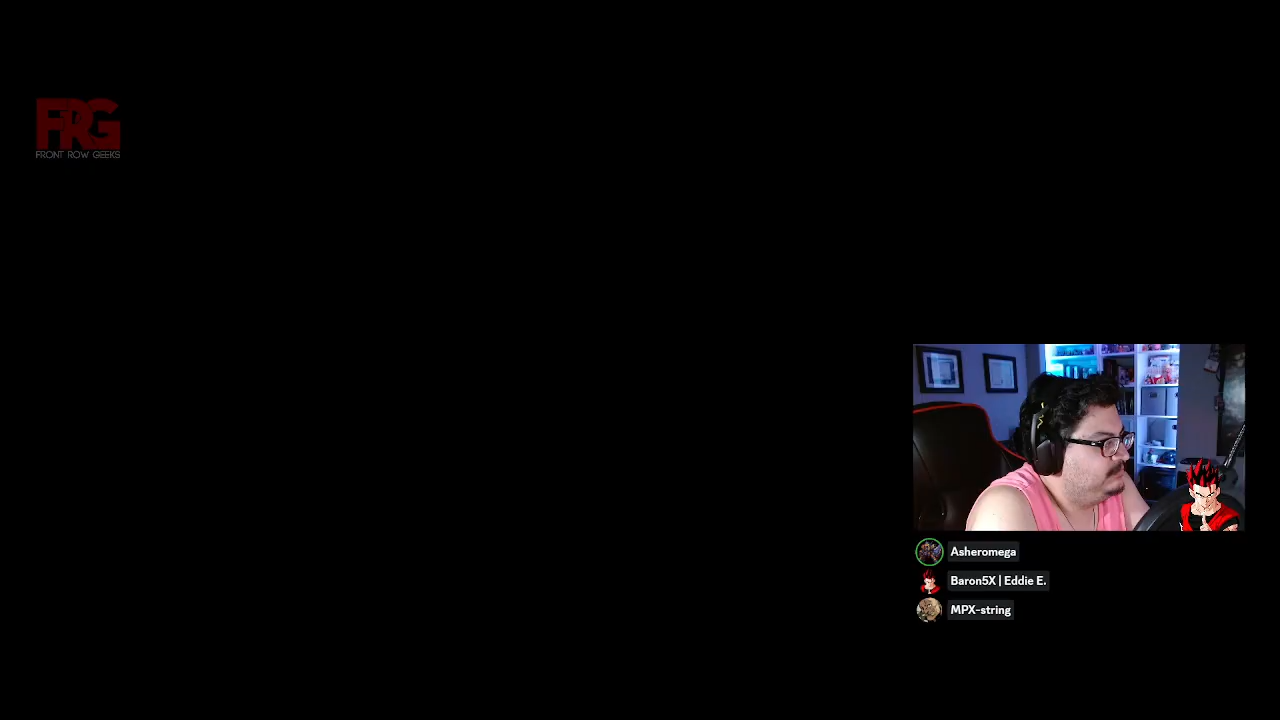 FRG
FRONT ROW GEEKS
Asheromega
Baron5X | Eddie E.
MPX-string